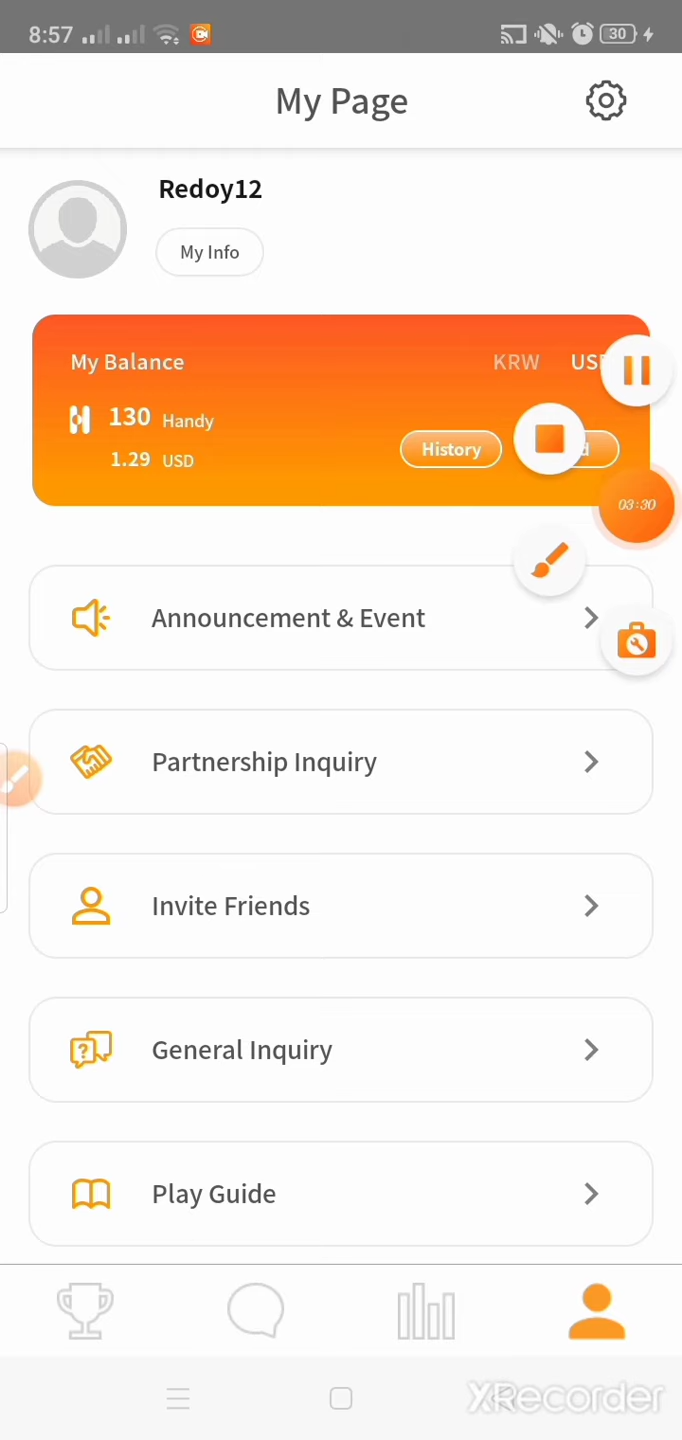 8:57
30
My Page
Redoy12
My Info
My Balance
KRW
130 Handy
1.29 USD
History
03:30
Announcement & Event
Partnership Inquiry
Invite Friends
General Inquiry
Play Guide
XRecorder